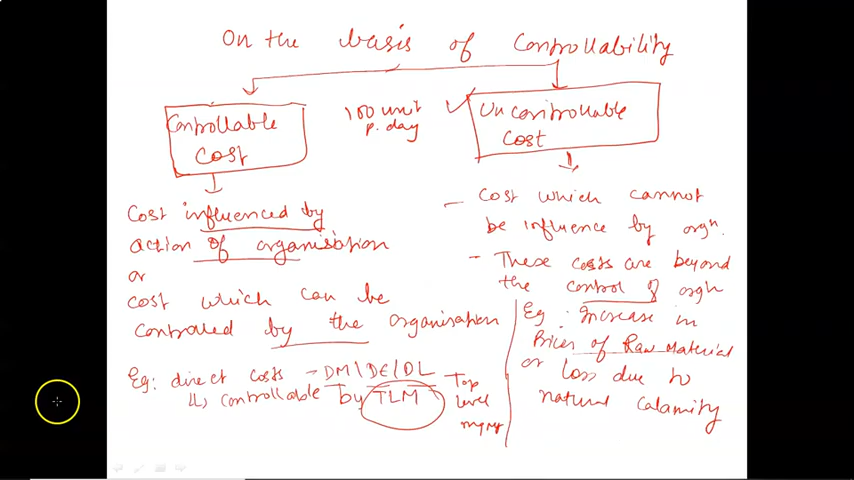 On the basis of Controllability
Controllable
Cost
100 unit
p. day
Uncontrollable
Cost
Cost influenced by
action of organisation
or
cost which can be
controlled by the organisation
Eg: direct costs - DM/DE/DL
↳ controllable by TLM
Top
level
mgmt
- Cost which cannot
be influence by orgn.
- These costs are beyond
the control of orgn
Eg: Increase in
Prices of Raw Material
or loss due to
natural calamity